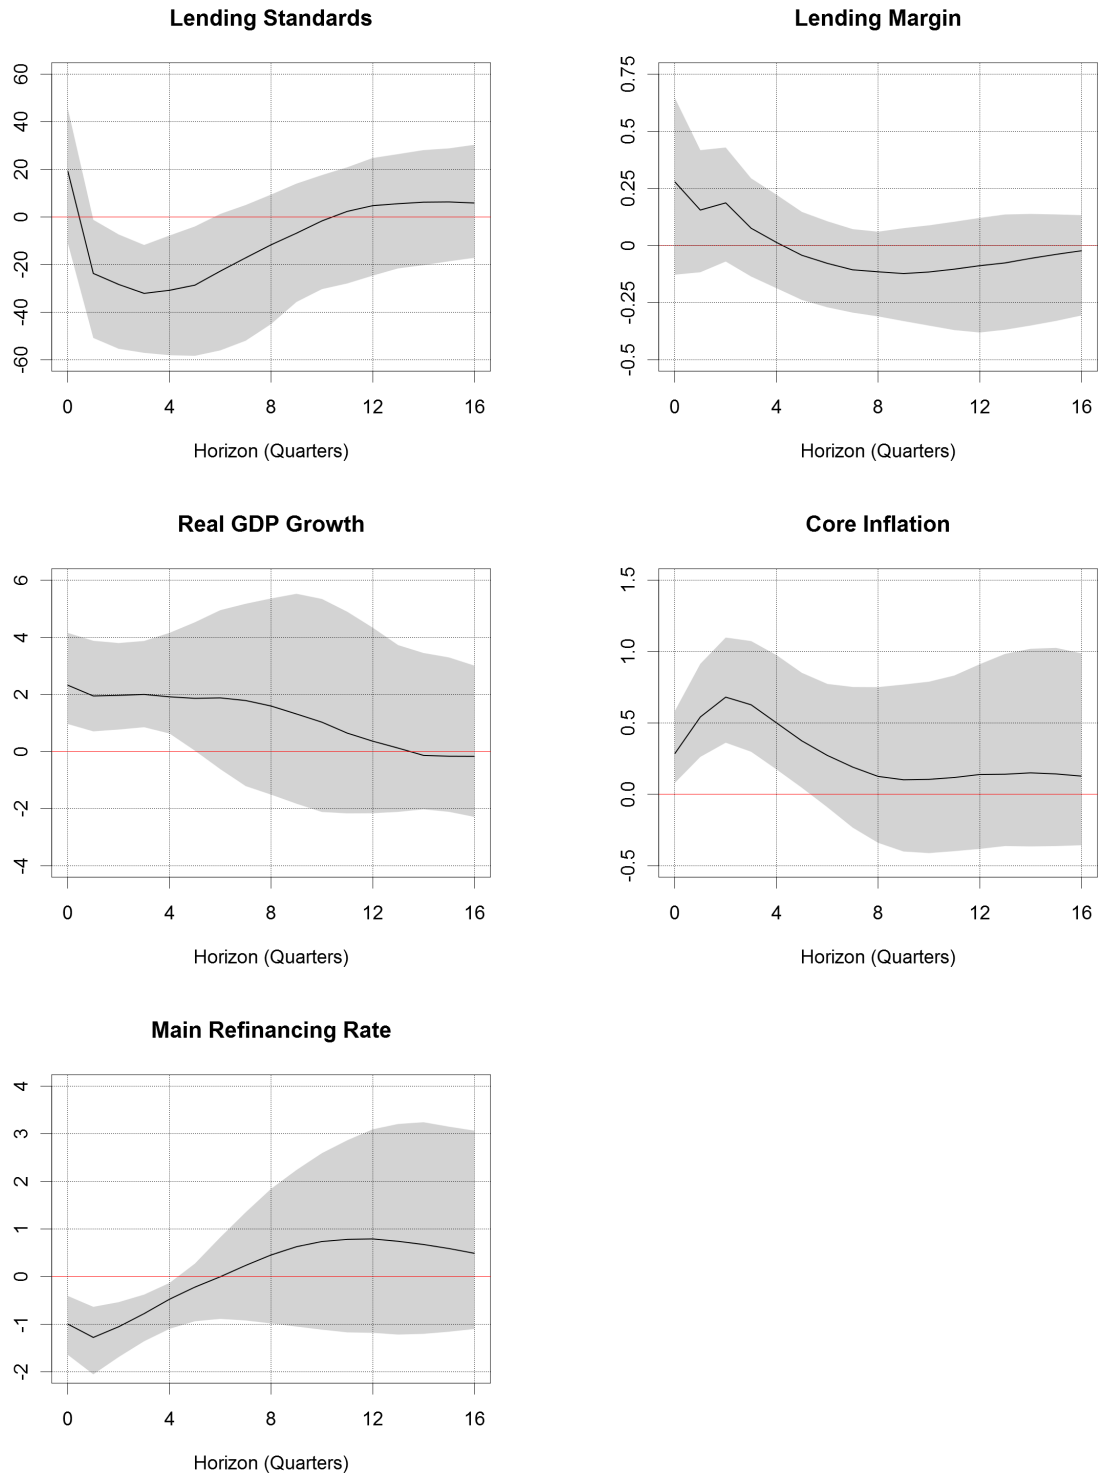 Lending Standards
60
40
20
0
-20
-40
-60
0 4 8 12 16
Horizon (Quarters)
Lending Margin
0.75
0.5
0.25
0
-0.25
-0.5
0 4 8 12 16
Horizon (Quarters)
Real GDP Growth
6
4
2
0
-2
-4
0 4 8 12 16
Horizon (Quarters)
Core Inflation
1.5
1.0
0.5
0.0
-0.5
0 4 8 12 16
Horizon (Quarters)
Main Refinancing Rate
4
3
2
1
0
-1
-2
0 4 8 12 16
Horizon (Quarters)